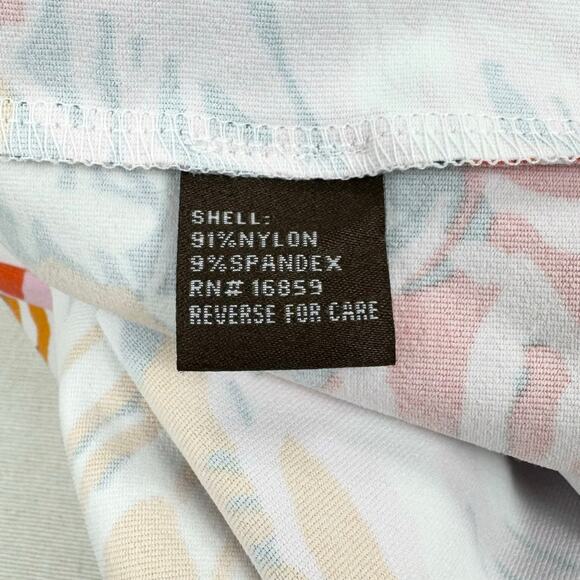 SHELL:
91%NYLON
9%SPANDEX
RN# 16859
REVERSE FOR CARE